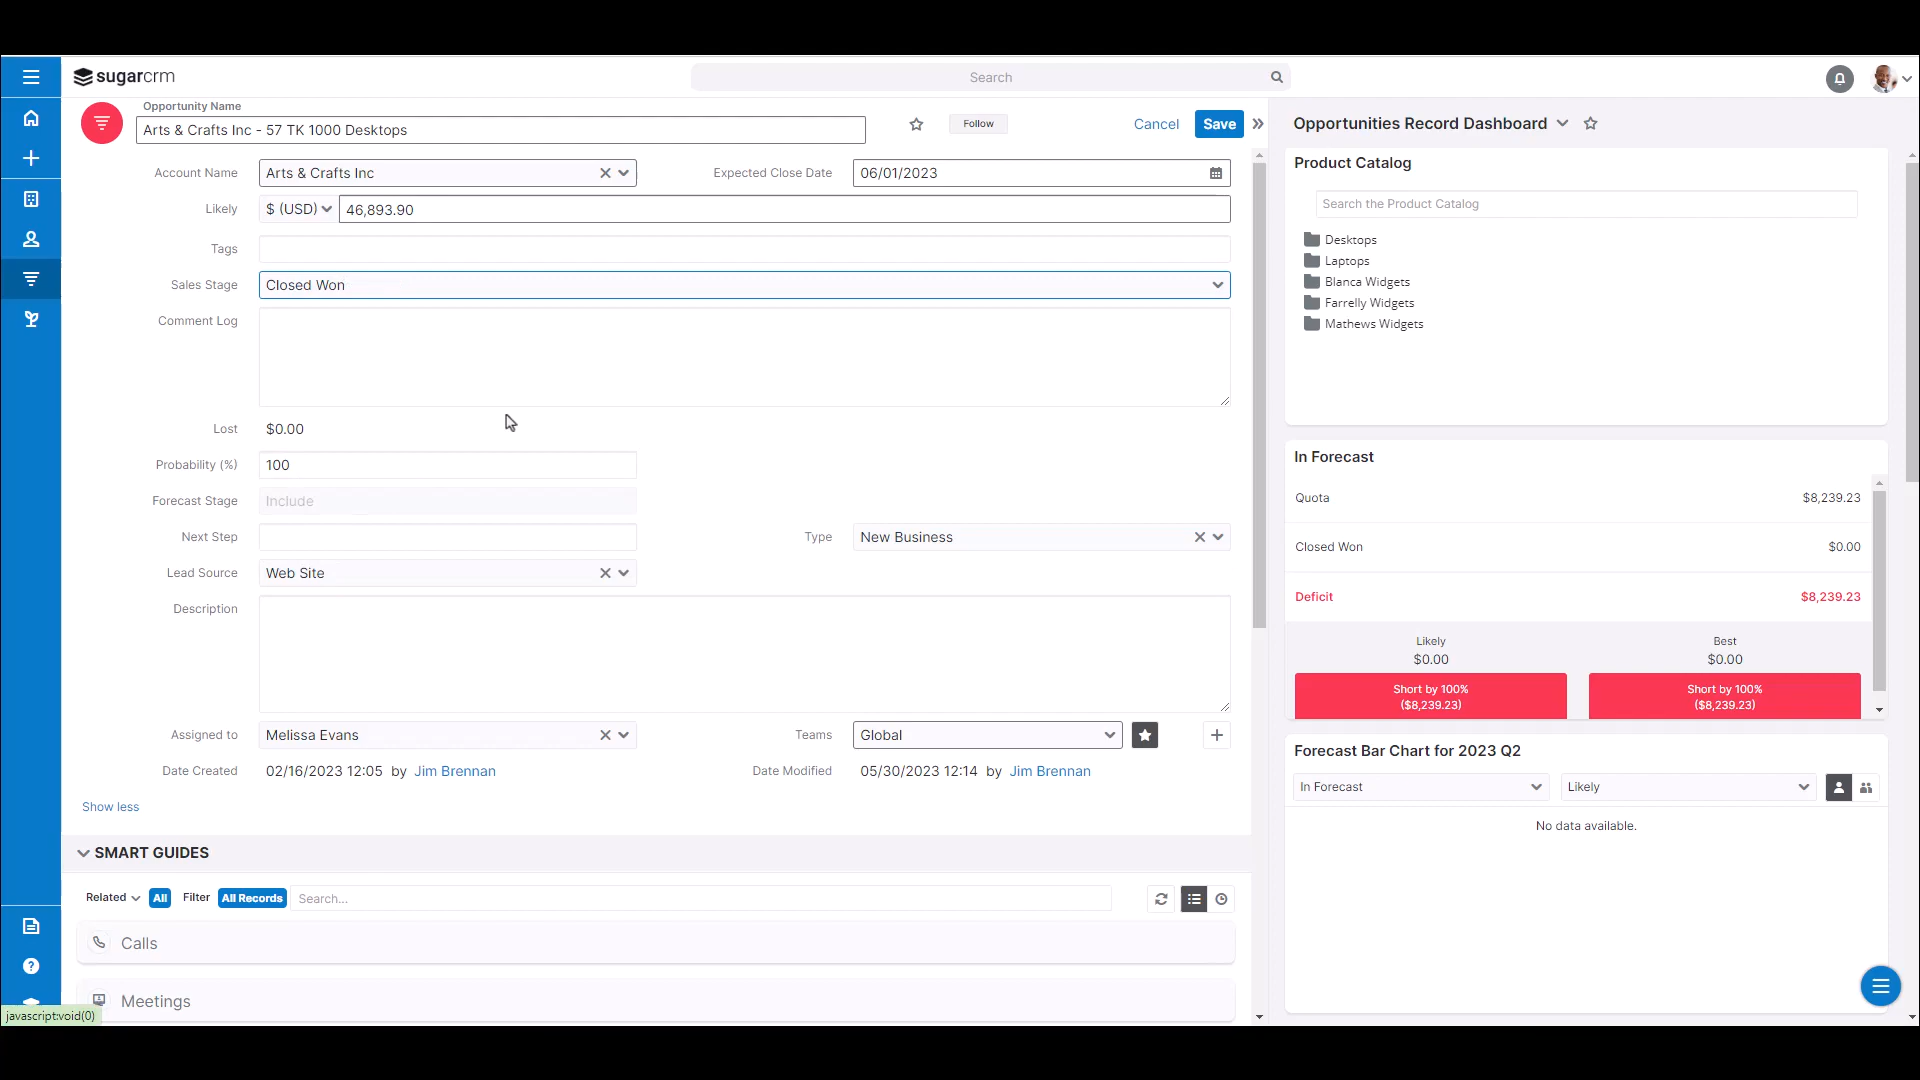 sugarcrm
Search
Opportunity Name
Arts & Crafts Inc - 57 TK 1000 Desktops
Follow
Cancel
Save
Account Name
Arts & Crafts Inc
Expected Close Date
06/01/2023
Likely
$ (USD)
46,893.90
Tags
Sales Stage
Closed Won
Comment Log
Lost
$0.00
Probability (%)
100
Forecast Stage
Include
Next Step
Type
New Business
Lead Source
Web Site
Description
Assigned to
Melissa Evans
Teams
Global
Date Created
02/16/2023 12:05 by Jim Brennan
Date Modified
05/30/2023 12:14 by Jim Brennan
Show less
SMART GUIDES
Related
All
Filter
All Records
Search...
Calls
Meetings
javascript:void(0)
Opportunities Record Dashboard
Product Catalog
Search the Product Catalog
Desktops
Laptops
Blanca Widgets
Farrelly Widgets
Mathews Widgets
In Forecast
Quota
$8,239.23
Closed Won
$0.00
Deficit
$8,239.23
Likely
$0.00
Short by 100%
($8,239.23)
Best
$0.00
Short by 100%
($8,239.23)
Forecast Bar Chart for 2023 Q2
In Forecast
Likely
No data available.